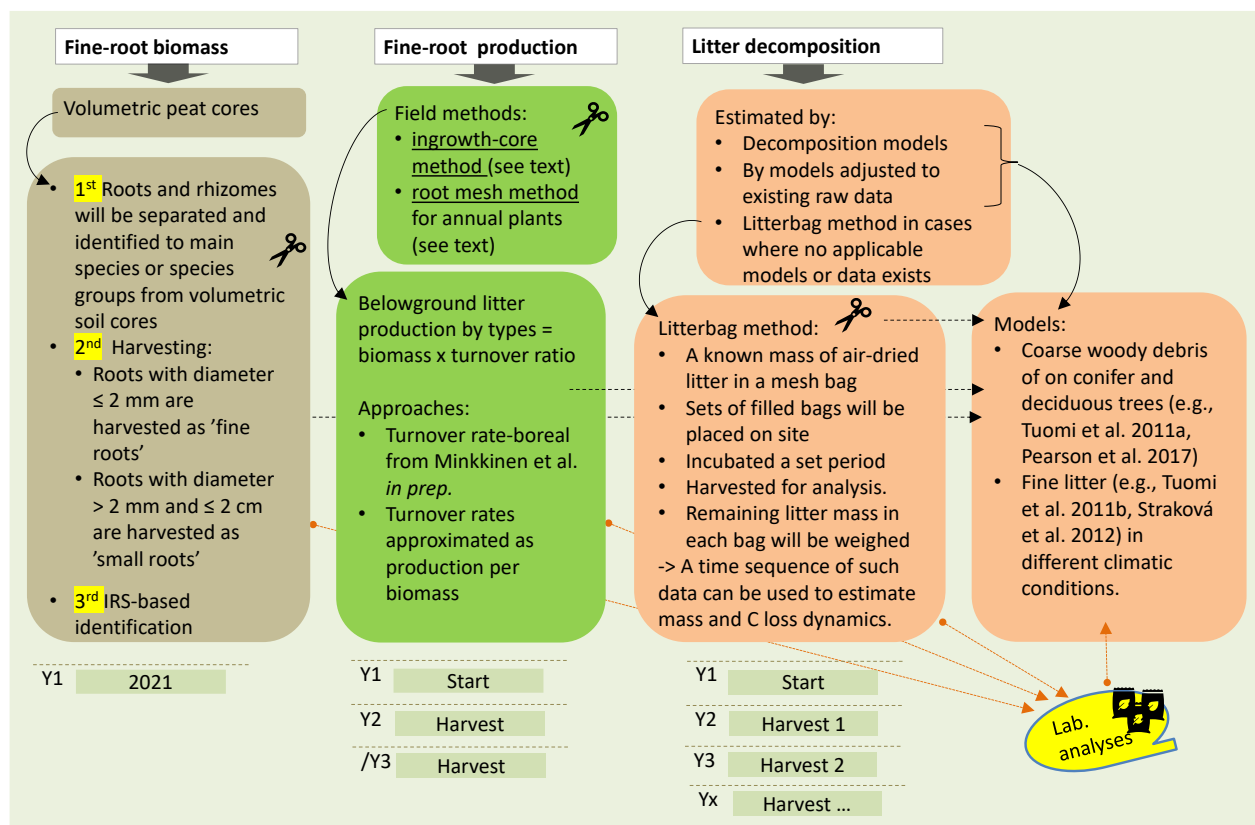 Fine-root biomass
Volumetric peat cores
• 1st Roots and rhizomes
will be separated and
identified to main
species or species
groups from volumetric
soil cores
• 2nd Harvesting:
• Roots with diameter
≤ 2 mm are
harvested as ’fine
roots’
• Roots with diameter
> 2 mm and ≤ 2 cm
are harvested as
’small roots’
• 3rd IRS-based
identification
Y1 2021
Fine-root production
Field methods:
• ingrowth-core
method (see text)
• root mesh method
for annual plants
(see text)
Belowground litter
production by types =
biomass x turnover ratio
Approaches:
• Turnover rate-boreal
from Minkkinen et al.
in prep.
• Turnover rates
approximated as
production per
biomass
Y1 Start
Y2 Harvest
/Y3 Harvest
Litter decomposition
Estimated by:
• Decomposition models
• By models adjusted to
existing raw data
• Litterbag method in cases
where no applicable
models or data exists
Litterbag method:
• A known mass of air-dried
litter in a mesh bag
• Sets of filled bags will be
placed on site
• Incubated a set period
• Harvested for analysis.
• Remaining litter mass in
each bag will be weighed
-> A time sequence of such
data can be used to estimate
mass and C loss dynamics.
Y1 Start
Y2 Harvest 1
Y3 Harvest 2
Yx Harvest ...
Models:
• Coarse woody debris
of on conifer and
deciduous trees (e.g.,
Tuomi et al. 2011a,
Pearson et al. 2017)
• Fine litter (e.g., Tuomi
et al. 2011b, Straková
et al. 2012) in
different climatic
conditions.
Lab.
analyses